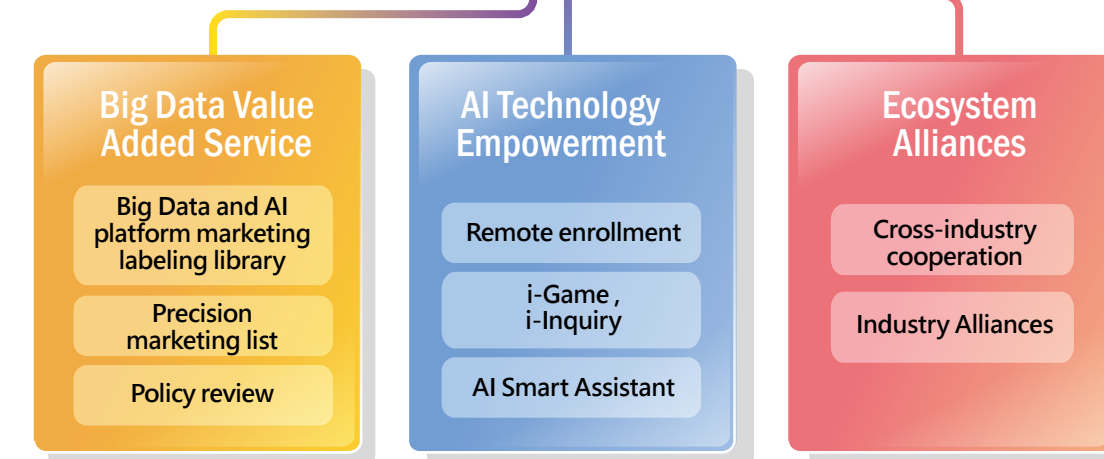 Big Data Value
Added Service
Big Data and AI
platform marketing
labeling library
Precision
marketing list
Policy review
AI Technology
Empowerment
Remote enrollment
i-Game ,
i-Inquiry
AI Smart Assistant
Ecosystem
Alliances
Cross-industry
cooperation
Industry Alliances